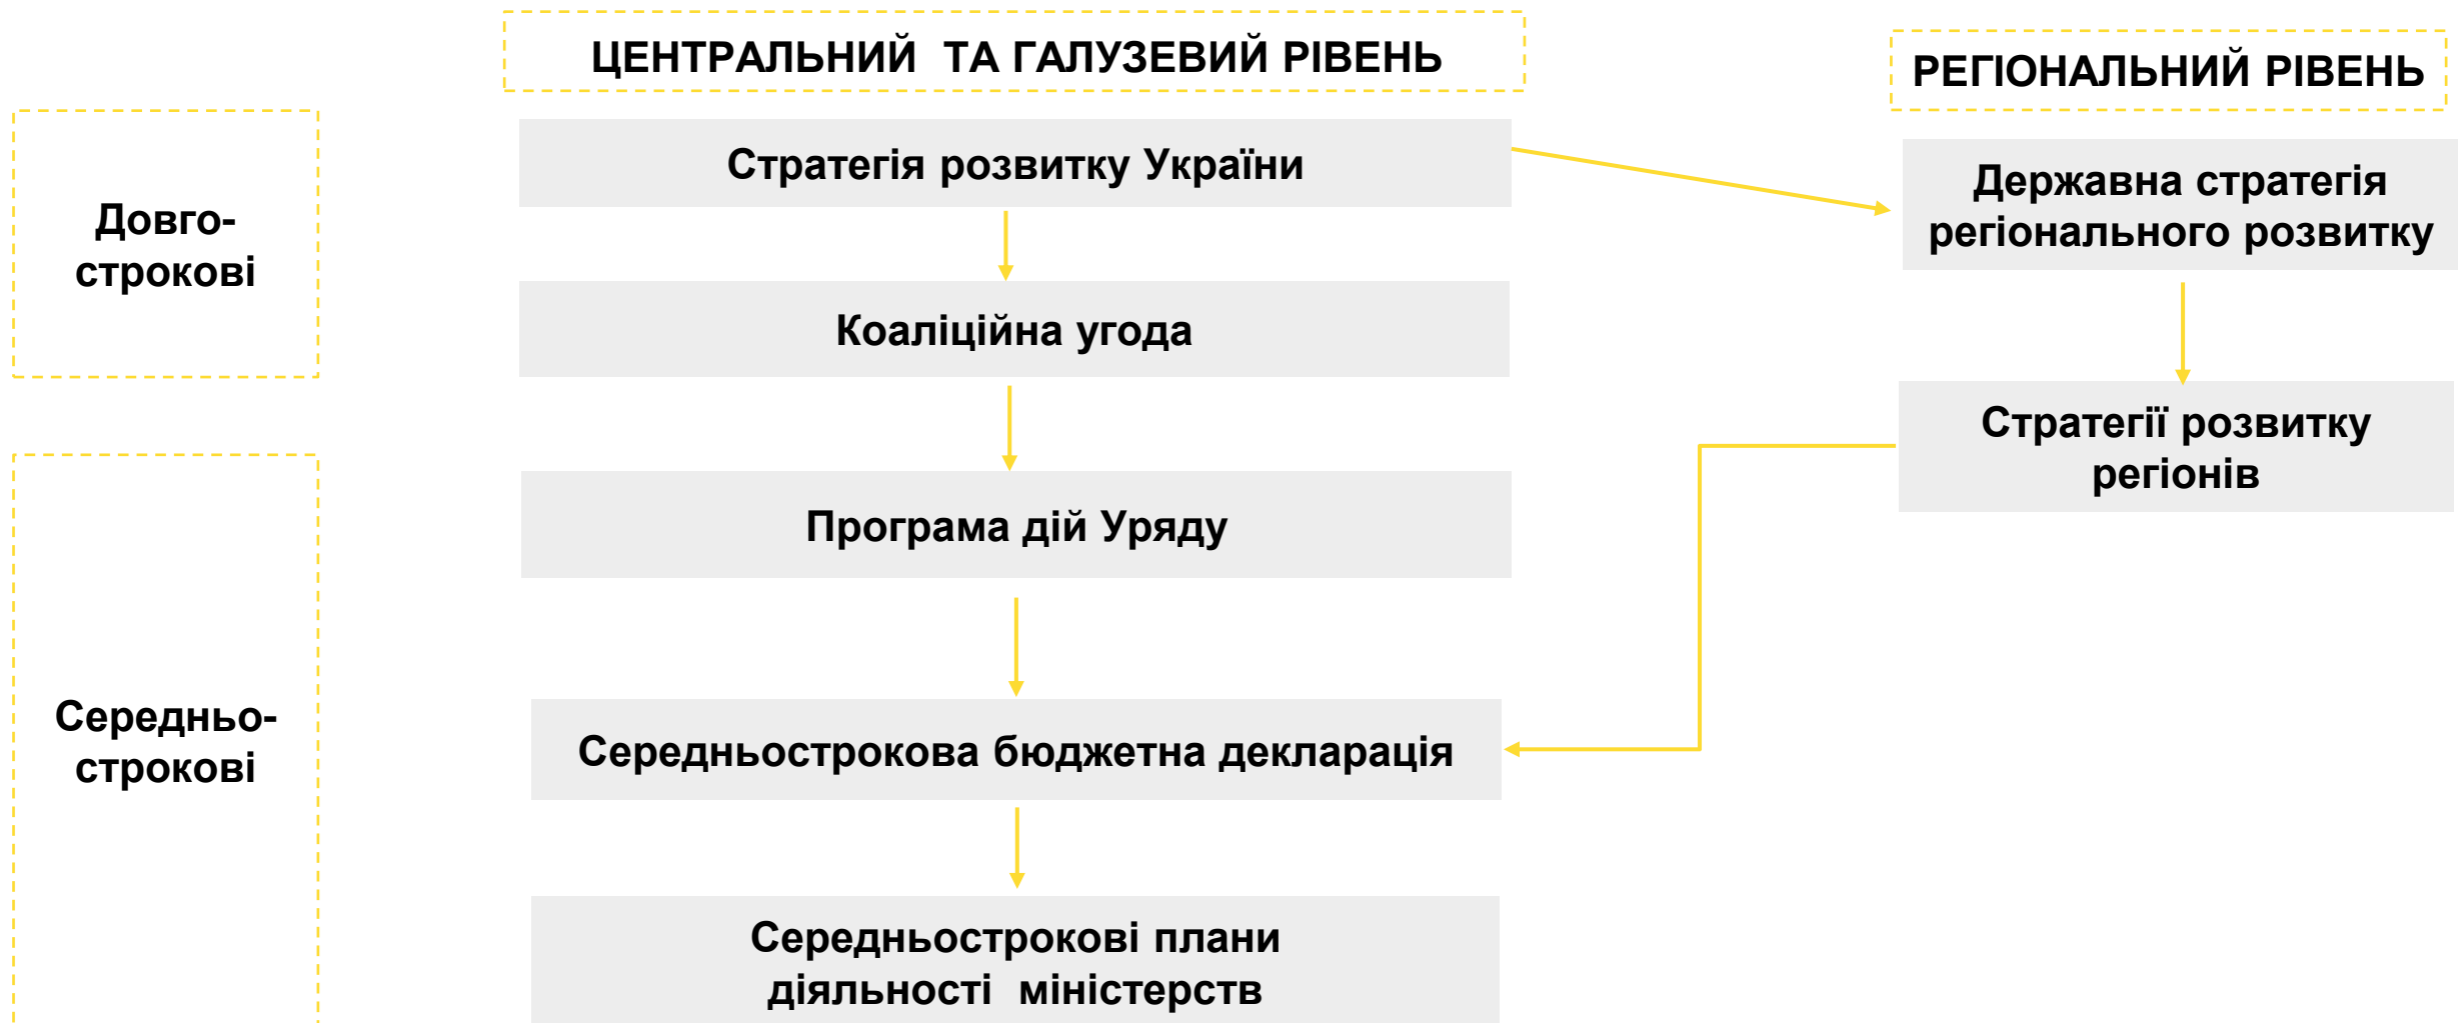 ЦЕНТРАЛЬНИЙ ТА ГАЛУЗЕВИЙ РІВЕНЬ
РЕГІОНАЛЬНИЙ РІВЕНЬ
Довго-
строкові
Стратегія розвитку України
Державна стратегія
регіонального розвитку
Коаліційна угода
Стратегії розвитку
регіонів
Середньо-
строкові
Програма дій Уряду
Середньострокова бюджетна декларація
Середньострокові плани
діяльності міністерств